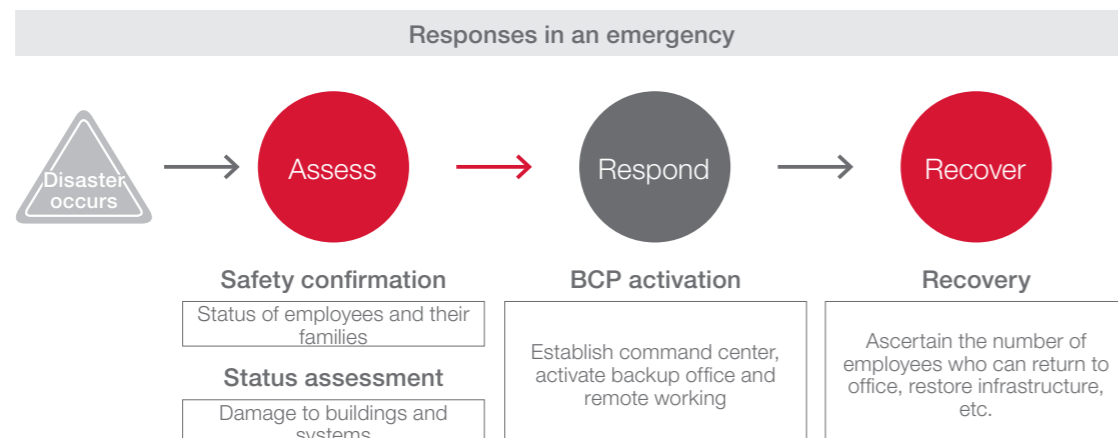 Responses in an emergency
Disaster
occurs
Assess
Respond
Recover
Safety confirmation
Status of employees and their
families
Status assessment
Damage to buildings and
systems
BCP activation
Establish command center,
activate backup office and
remote working
Recovery
Ascertain the number of
employees who can return to
office, restore infrastructure,
etc.